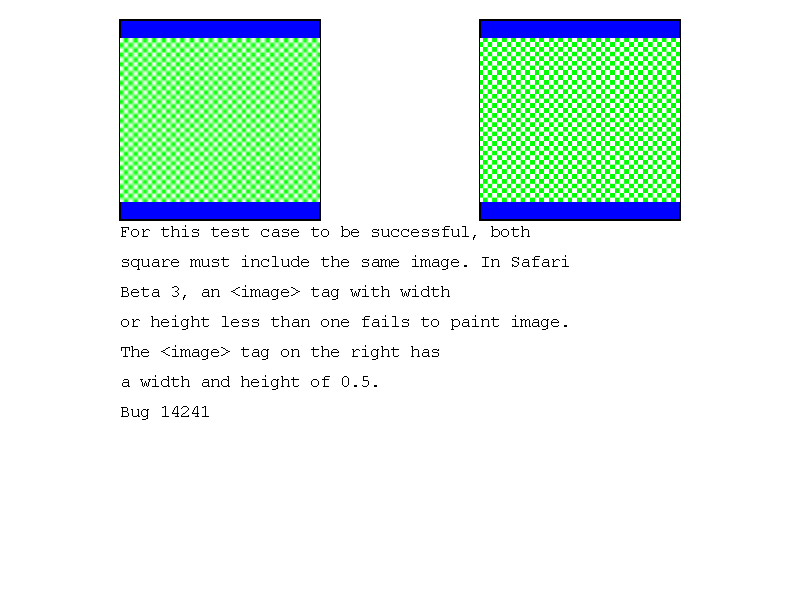 For this test case to be successful, both
square must include the same image. In Safari
Beta 3, an <image> tag with width
or height less than one fails to paint image.
The <image> tag on the right has
a width and height of 0.5.
Bug 14241